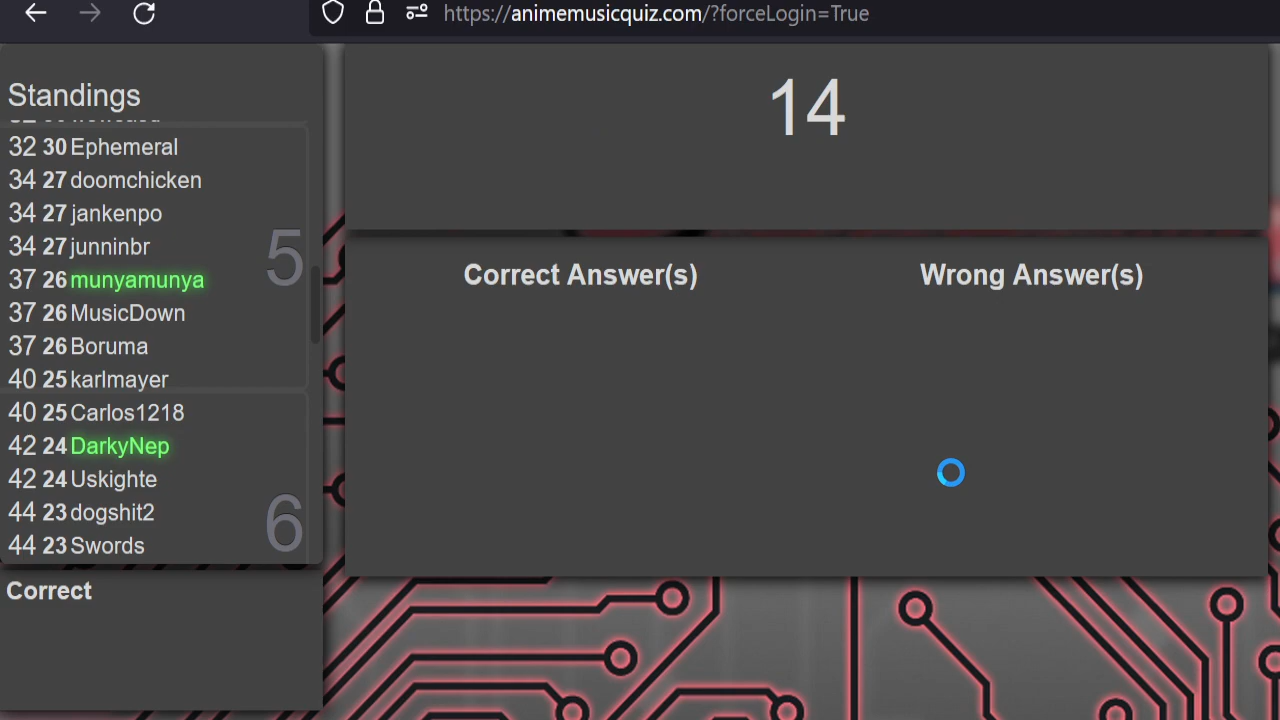 https://animemusicquiz.com/?forceLogin=True
Standings
32 30 Ephemeral
34 27 doomchicken
34 27 jankenpo
34 27 junninbr
37 26 munyamunya
37 26 MusicDown
37 26 Boruma
40 25 karlmayer
5
40 25 Carlos1218
42 24 DarkyNep
42 24 Uskighte
44 23 dogshit2
44 23 Swords
6
Correct
14
Correct Answer(s)
Wrong Answer(s)